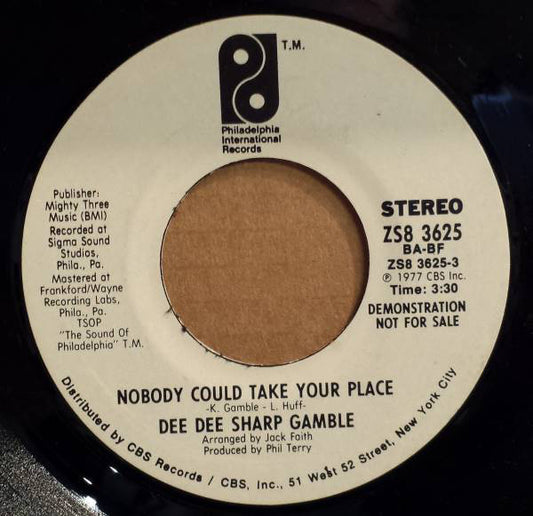 T.M.
Philadelphia
International
Records
Publisher:
Mighty Three
Music (BMI)
Recorded at
Sigma Sound
Studios,
Phila., Pa.
Mastered at
Frankford/Wayne
Recording Labs,
Phila., Pa.
TSOP
"The Sound Of
Philadelphia" T.M.
STEREO
ZS8 3625
BA-BF
ZS8 3625-3
℗ 1977 CBS Inc.
Time: 3:30
DEMONSTRATION
NOT FOR SALE
NOBODY COULD TAKE YOUR PLACE
-K. Gamble - L. Huff-
DEE DEE SHARP GAMBLE
Arranged by Jack Faith
Produced by Phil Terry
Distributed by CBS Records / CBS, Inc., 51 West 52 Street, New York City